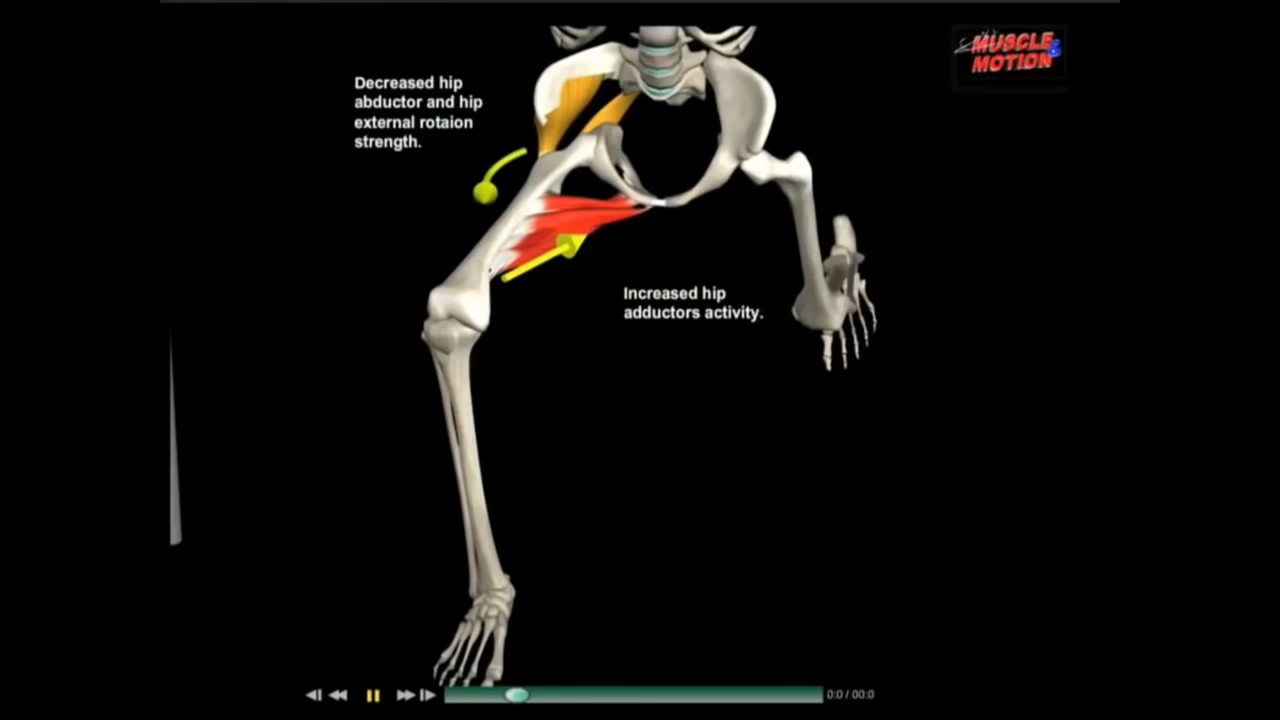 MUSCLE &
MOTION
Decreased hip
abductor and hip
external rotaion
strength.
Increased hip
adductors activity.
0:0 / 00:0